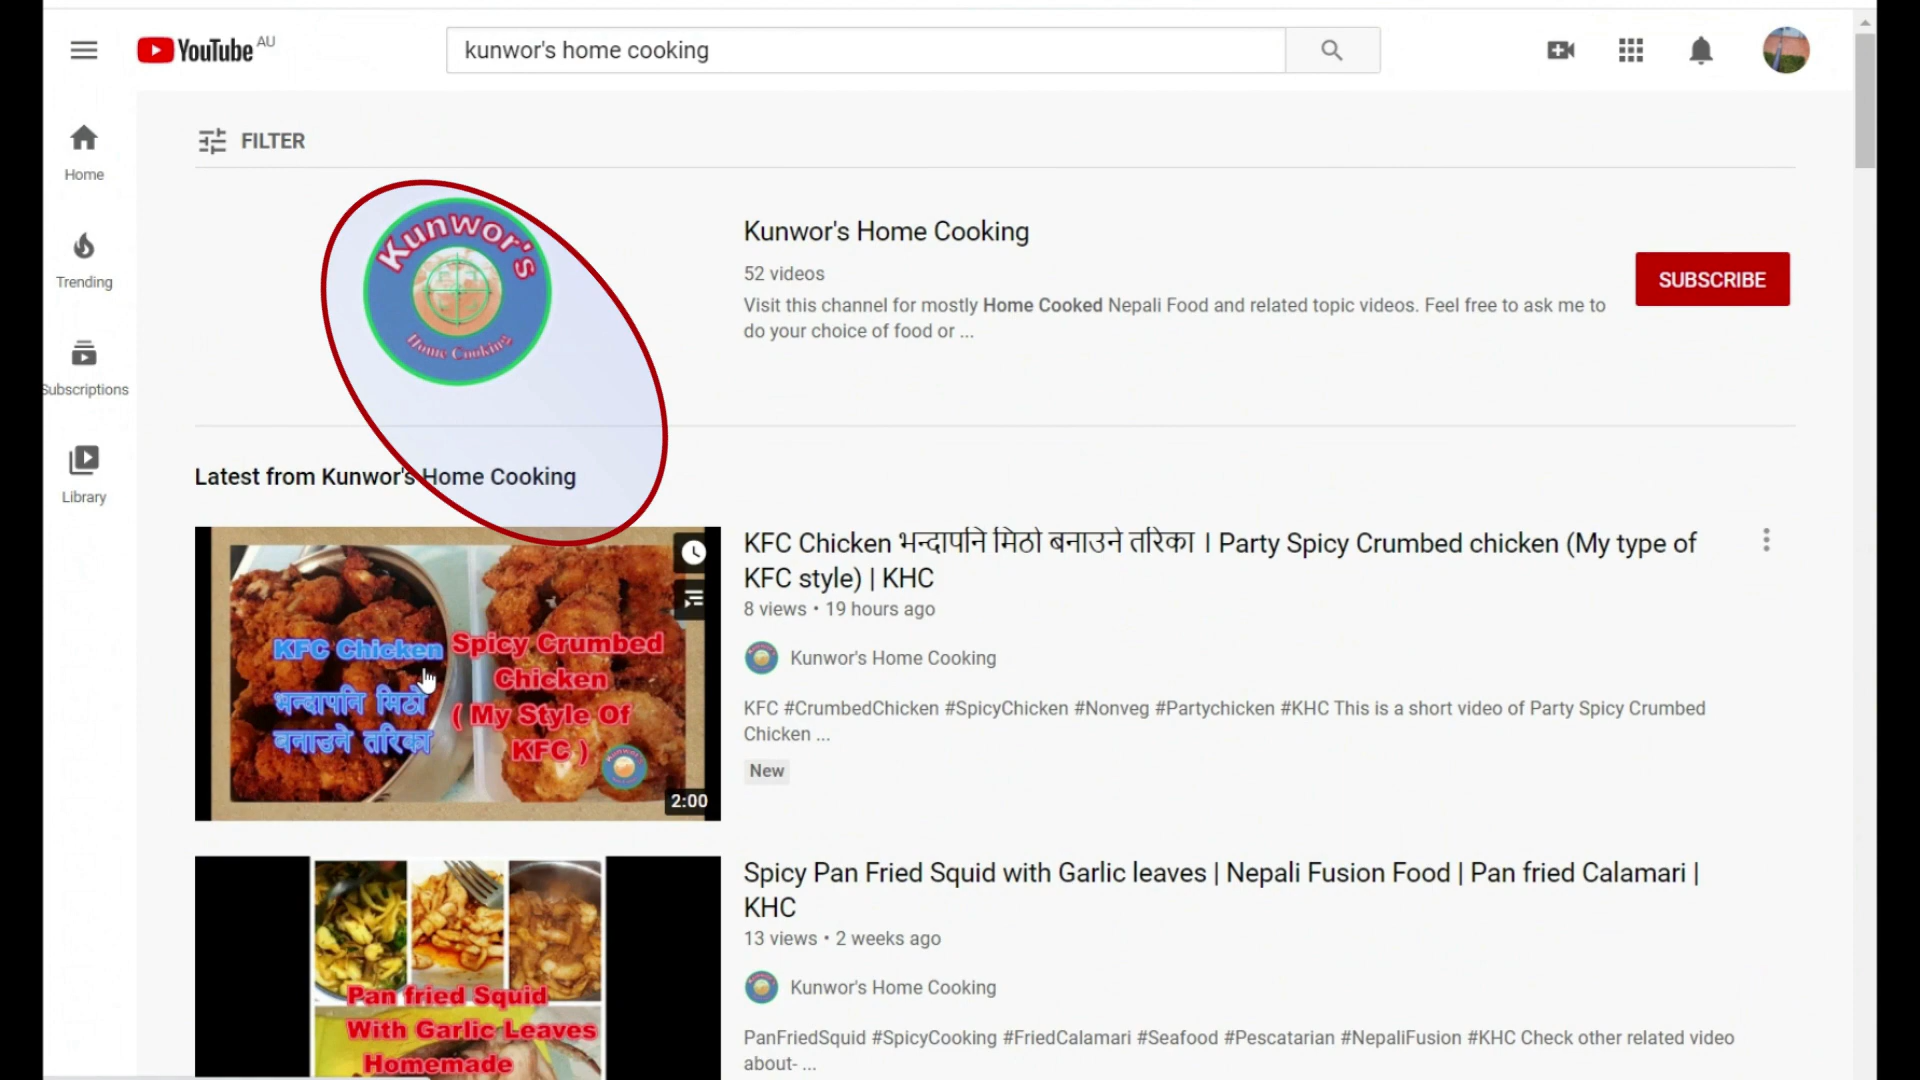 YouTube AU
kunwor's home cooking
FILTER
Home
Trending
Subscriptions
Library
Kunwor's
Home Cooking
Kunwor's Home Cooking
52 videos
Visit this channel for mostly Home Cooked Nepali Food and related topic videos. Feel free to ask me to
do your choice of food or ...
SUBSCRIBE
Latest from Kunwor's Home Cooking
KFC Chicken
भन्दापनि मिठो
बनाउने तरिका
Spicy Crumbed
Chicken
( My Style Of
KFC )
2:00
KFC Chicken भन्दापनि मिठो बनाउने तरिका । Party Spicy Crumbed chicken (My type of
KFC style) | KHC
8 views • 19 hours ago
Kunwor's Home Cooking
KFC #CrumbedChicken #SpicyChicken #Nonveg #Partychicken #KHC This is a short video of Party Spicy Crumbed
Chicken ...
New
Pan fried Squid
With Garlic Leaves
Homemade
Spicy Pan Fried Squid with Garlic leaves | Nepali Fusion Food | Pan fried Calamari |
KHC
13 views • 2 weeks ago
Kunwor's Home Cooking
PanFriedSquid #SpicyCooking #FriedCalamari #Seafood #Pescatarian #NepaliFusion #KHC Check other related video
about- ...